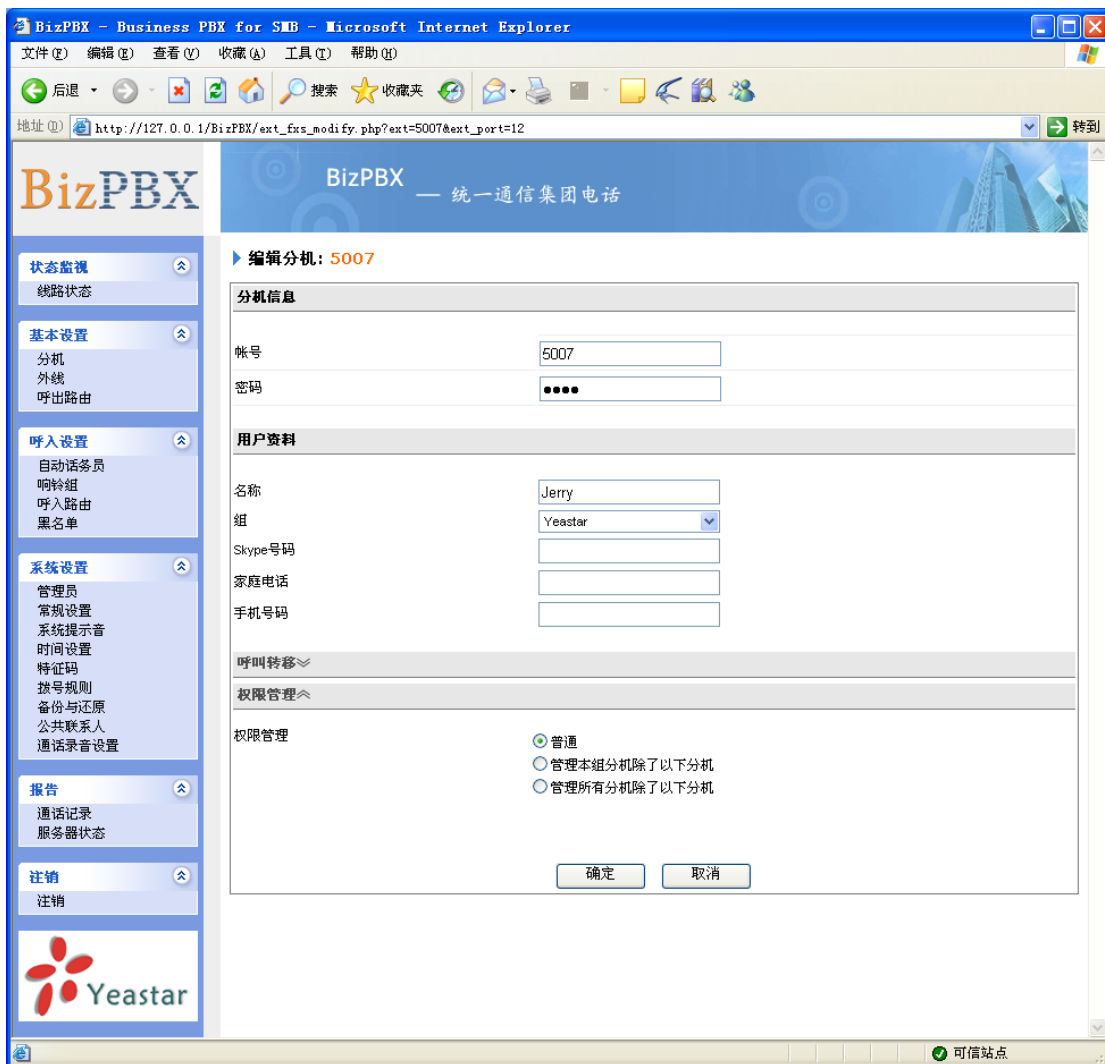 BizPBX - Business PBX for SMB - Microsoft Internet Explorer
文件(F) 编辑(E) 查看(V) 收藏(A) 工具(T) 帮助(H)
后退 搜索 收藏夹
地址(D) http://127.0.0.1/BizPBX/ext_fxs_modify.php?ext=5007&ext_port=12 转到
BizPBX
BizPBX — 统一通信集团电话
状态监视
线路状态
基本设置
分机
外线
呼出路由
呼入设置
自动话务员
响铃组
呼入路由
黑名单
系统设置
管理员
常规设置
系统提示音
时间设置
特征码
拨号规则
备份与还原
公共联系人
通话录音设置
报告
通话记录
服务器状态
注销
注销
Yeastar
编辑分机: 5007
分机信息
帐号 5007
密码 ●●●●
用户资料
名称 Jerry
组 Yeastar
Skype号码
家庭电话
手机号码
呼叫转移
权限管理
权限管理 普通
管理本组分机除了以下分机
管理所有分机除了以下分机
确定 取消
可信站点